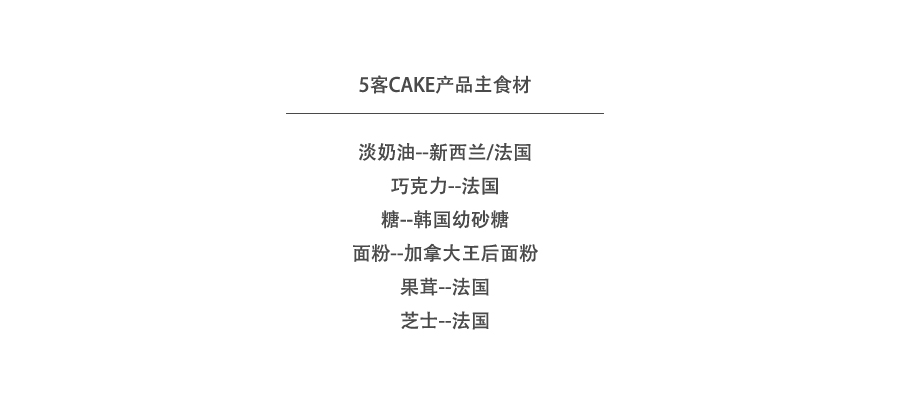 5客CAKE产品主食材
淡奶油--新西兰/法国
巧克力--法国
糖--韩国幼砂糖
面粉--加拿大王后面粉
果茸--法国
芝士--法国